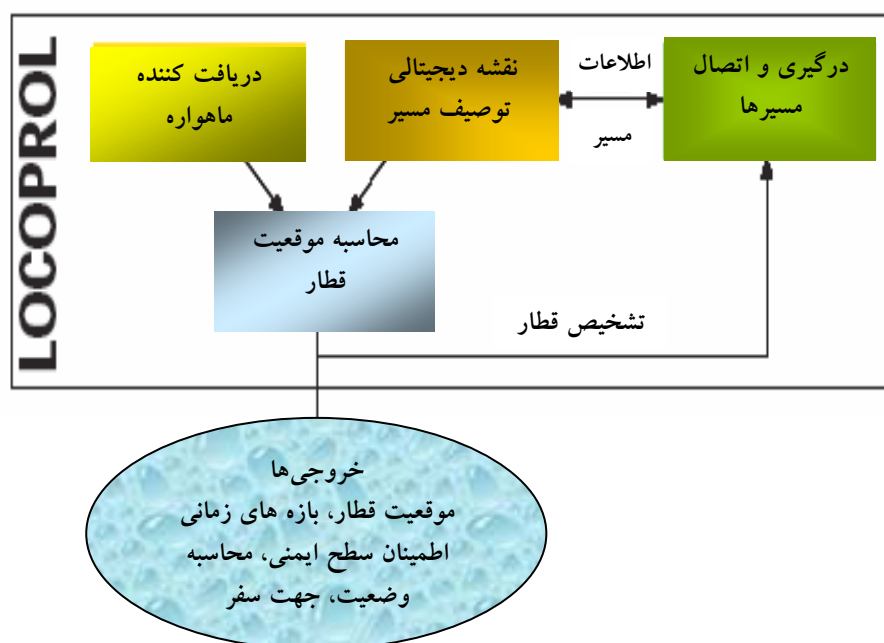 LOCOPROL
درگیری و اتصال
مسیرها
اطلاعات
مسیر
نقشه دیجیتالی
توصیف مسیر
دریافت کننده
ماهواره
محاسبه موقعیت
قطار
تشخیص قطار
خروجی‌ها
موقعیت قطار، بازه های زمانی
اطمینان سطح ایمنی، محاسبه
وضعیت، جهت سفر